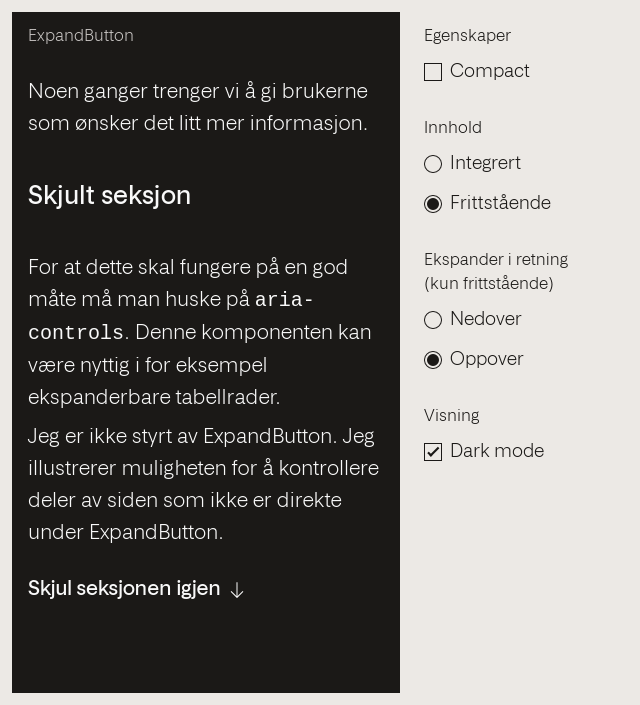 ExpandButton
Noen ganger trenger vi å gi brukerne
som ønsker det litt mer informasjon.
Skjult seksjon
For at dette skal fungere på en god
måte må man huske på aria-
controls. Denne komponenten kan
være nyttig i for eksempel
ekspanderbare tabellrader.
Jeg er ikke styrt av ExpandButton. Jeg
illustrerer muligheten for å kontrollere
deler av siden som ikke er direkte
under ExpandButton.
Skjul seksjonen igjen
Egenskaper
Compact
Innhold
Integrert
Frittstående
Ekspander i retning
(kun frittstående)
Nedover
Oppover
Visning
Dark mode